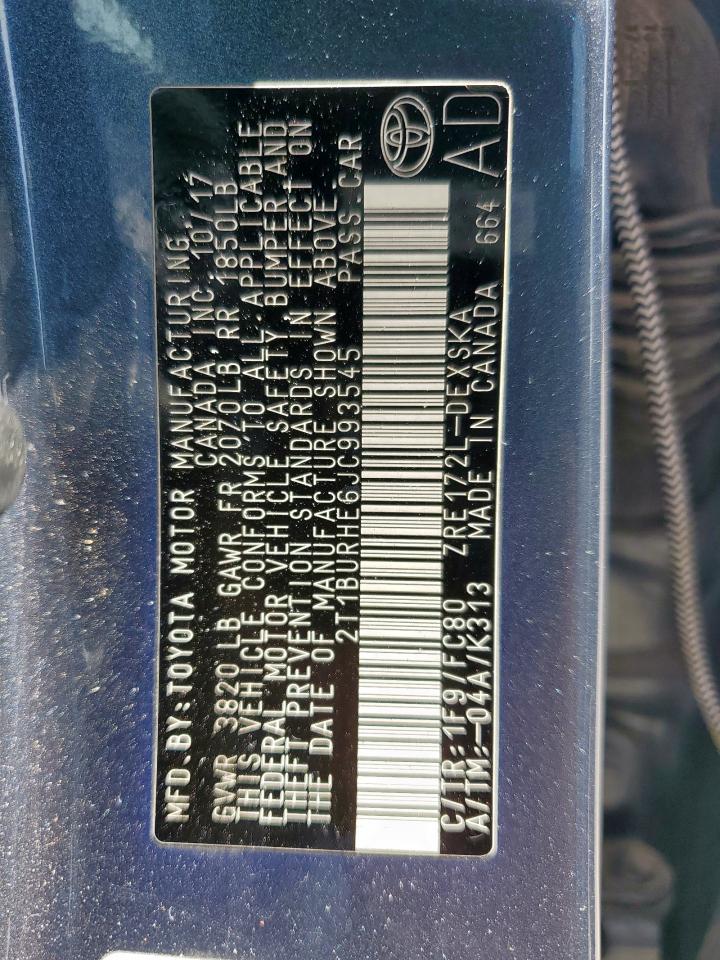 MFD.BY:TOYOTA MOTOR MANUFACTURING
CANADA, INC. 10/17
GVWR 3820 LB GAWR FR 2070LB RR 1850LB
THIS VEHICLE CONFORMS TO ALL APPLICABLE
FEDERAL MOTOR VEHICLE SAFETY, BUMPER AND
THEFT PREVENTION STANDARDS IN EFFECT ON
THE DATE OF MANUFACTURE SHOWN ABOVE.
2T1BURHE6JC993545 PASS.CAR
C/TR:1F9/FC80 ZRE172L-DEXSKA
A/TM:-04A/K313 MADE IN CANADA 664
AD